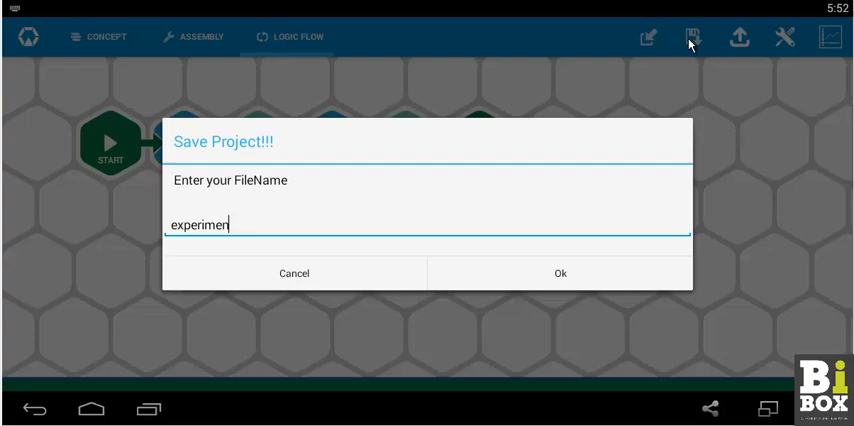 5:52
CONCEPT
ASSEMBLY
LOGIC FLOW
START
Save Project!!!
Enter your FileName
experimen
Cancel
Ok
Bi
BOX